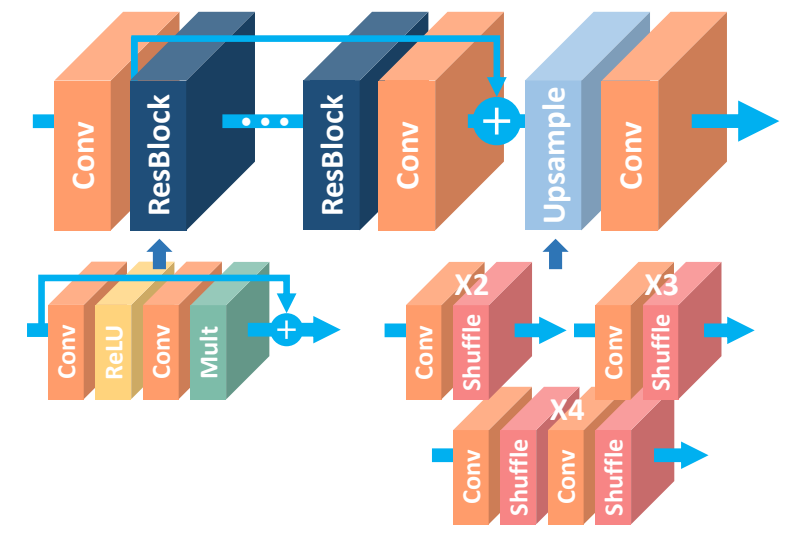 Conv
ResBlock
ResBlock
Conv
Upsample
Conv
Conv
ReLU
Conv
Mult
X2
Conv
Shuffle
X3
Conv
Shuffle
X4
Conv
Shuffle
Conv
Shuffle